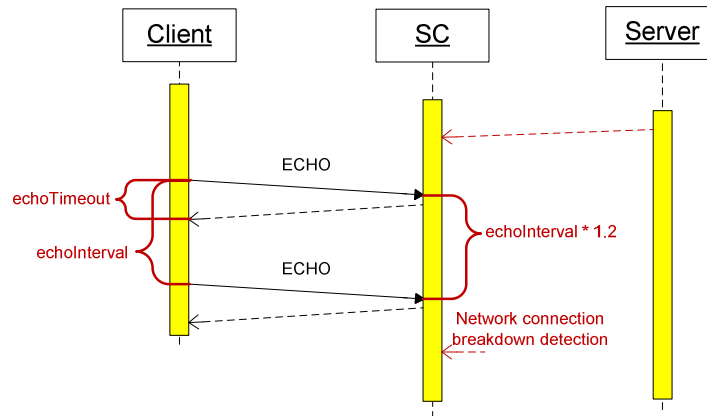 Client
SC
Server
ECHO
echoTimeout
echoInterval * 1.2
echoInterval
ECHO
Network connection
breakdown detection